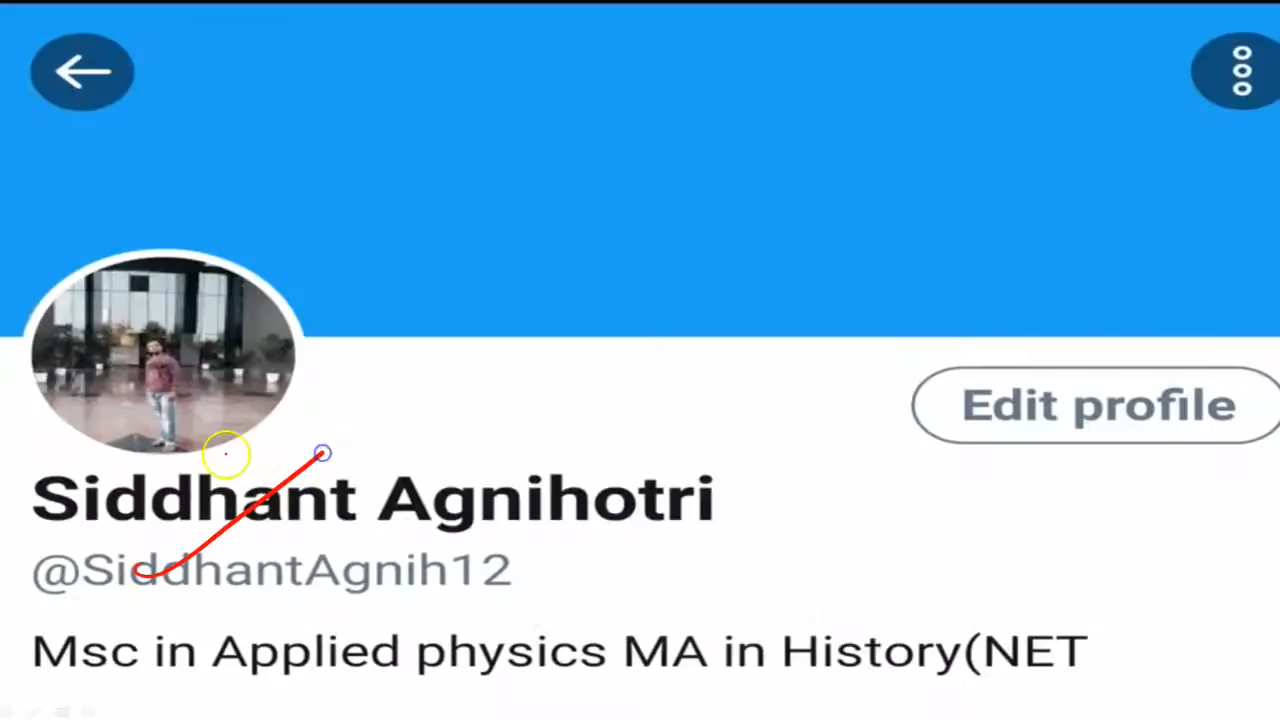 Edit profile
Siddhant Agnihotri
@SiddhantAgnih12
Msc in Applied physics MA in History(NET